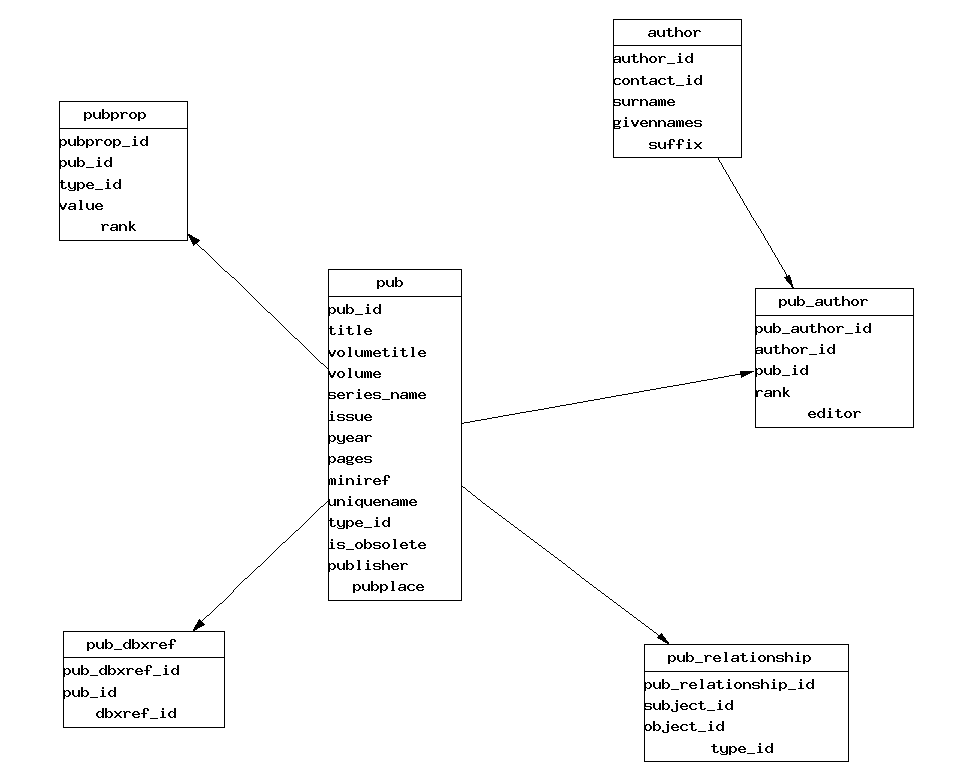 author
author_id
contact_id
surname
givennames
suffix
pubprop
pubprop_id
pub_id
type_id
value
rank
pub
pub_id
title
volumetitle
volume
series_name
issue
pyear
pages
miniref
uniquename
type_id
is_obsolete
publisher
pubplace
pub_author
pub_author_id
author_id
pub_id
rank
editor
pub_dbxref
pub_dbxref_id
pub_id
dbxref_id
pub_relationship
pub_relationship_id
subject_id
object_id
type_id